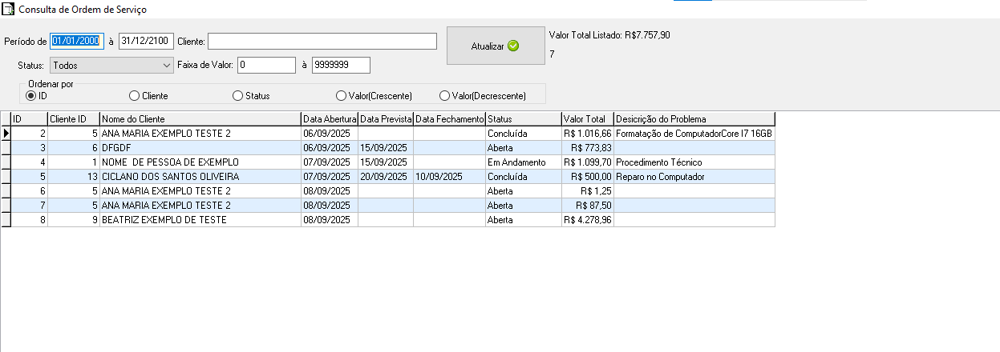 Consulta de Ordem de Serviço
Período de 01/01/2000 à 31/12/2100 Cliente:
Atualizar
Valor Total Listado: R$7.757,90
7
Status: Todos Faixa de Valor: 0 à 9999999
Ordenar por
ID Cliente Status Valor(Crescente) Valor(Decrescente)
ID Cliente ID Nome do Cliente Data Abertura Data Prevista Data Fechamento Status Valor Total Desicrição do Problema
2 5 ANA MARIA EXEMPLO TESTE 2 06/09/2025 Concluída R$ 1.016,66 Formatação de ComputadorCore I7 16GB
3 6 DFGDF 06/09/2025 15/09/2025 Aberta R$ 773,83
4 1 NOME  DE PESSOA DE EXEMPLO 07/09/2025 15/09/2025 Em Andamento R$ 1.099,70 Procedimento Técnico
5 13 CICLANO DOS SANTOS OLIVEIRA 07/09/2025 20/09/2025 10/09/2025 Concluída R$ 500,00 Reparo no Computador
6 5 ANA MARIA EXEMPLO TESTE 2 08/09/2025 Aberta R$ 1,25
7 5 ANA MARIA EXEMPLO TESTE 2 08/09/2025 Aberta R$ 87,50
8 9 BEATRIZ EXEMPLO DE TESTE 08/09/2025 Aberta R$ 4.278,96